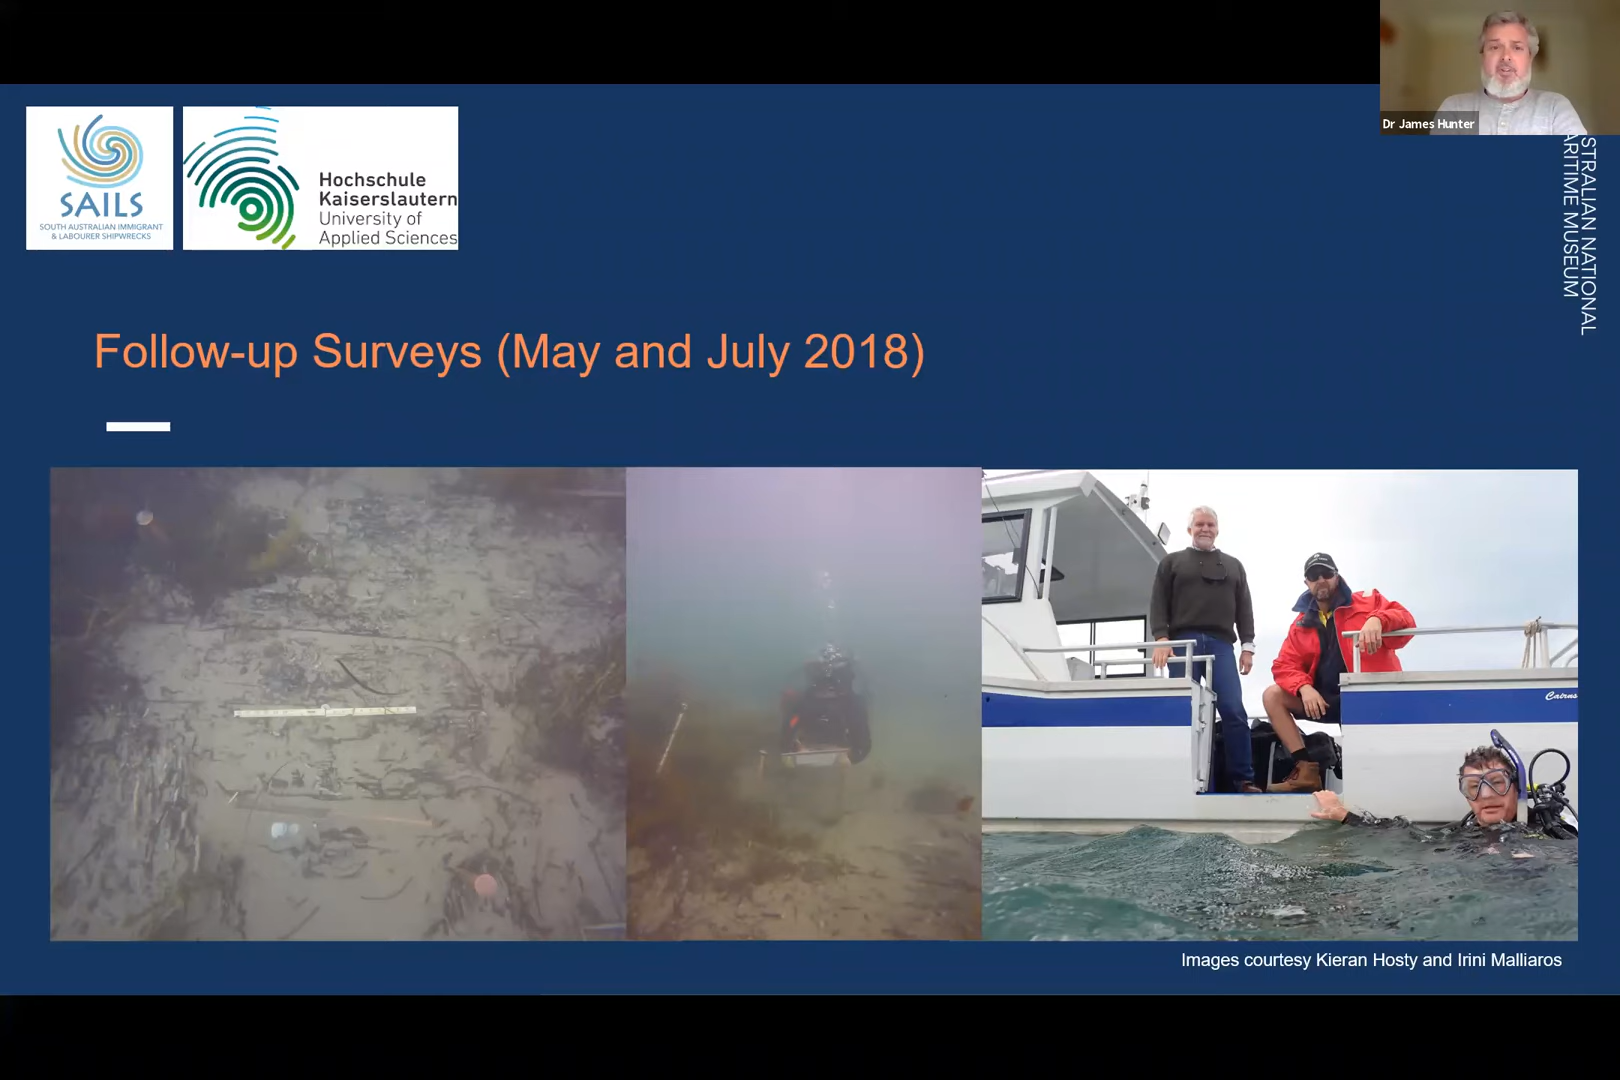 Dr James Hunter
SAILS
SOUTH AUSTRALIAN IMMIGRANT
& LABOURER SHIPWRECKS
Hochschule
Kaiserslautern
University of
Applied Sciences
STRALIAN NATIONAL
ARITIME MUSEUM
Follow-up Surveys (May and July 2018)
Cairns
Images courtesy Kieran Hosty and Irini Malliaros